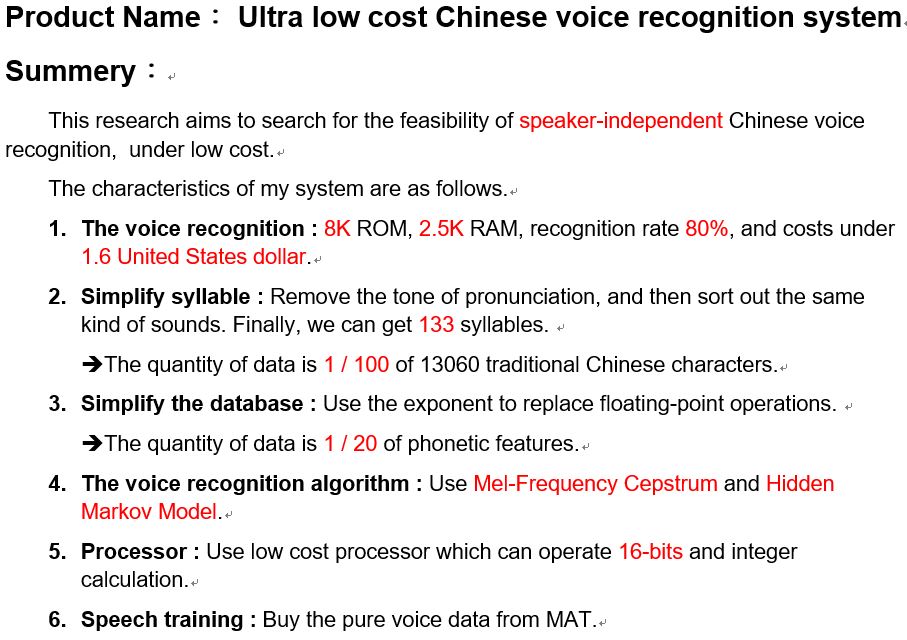 Product Name： Ultra low cost Chinese voice recognition system
Summery：
This research aims to search for the feasibility of speaker-independent Chinese voice
recognition, under low cost.
The characteristics of my system are as follows.
1. The voice recognition : 8K ROM, 2.5K RAM, recognition rate 80%, and costs under
1.6 United States dollar.
2. Simplify syllable : Remove the tone of pronunciation, and then sort out the same
kind of sounds. Finally, we can get 133 syllables.
➔The quantity of data is 1 / 100 of 13060 traditional Chinese characters.
3. Simplify the database : Use the exponent to replace floating-point operations.
➔The quantity of data is 1 / 20 of phonetic features.
4. The voice recognition algorithm : Use Mel-Frequency Cepstrum and Hidden
Markov Model.
5. Processor : Use low cost processor which can operate 16-bits and integer
calculation.
6. Speech training : Buy the pure voice data from MAT.